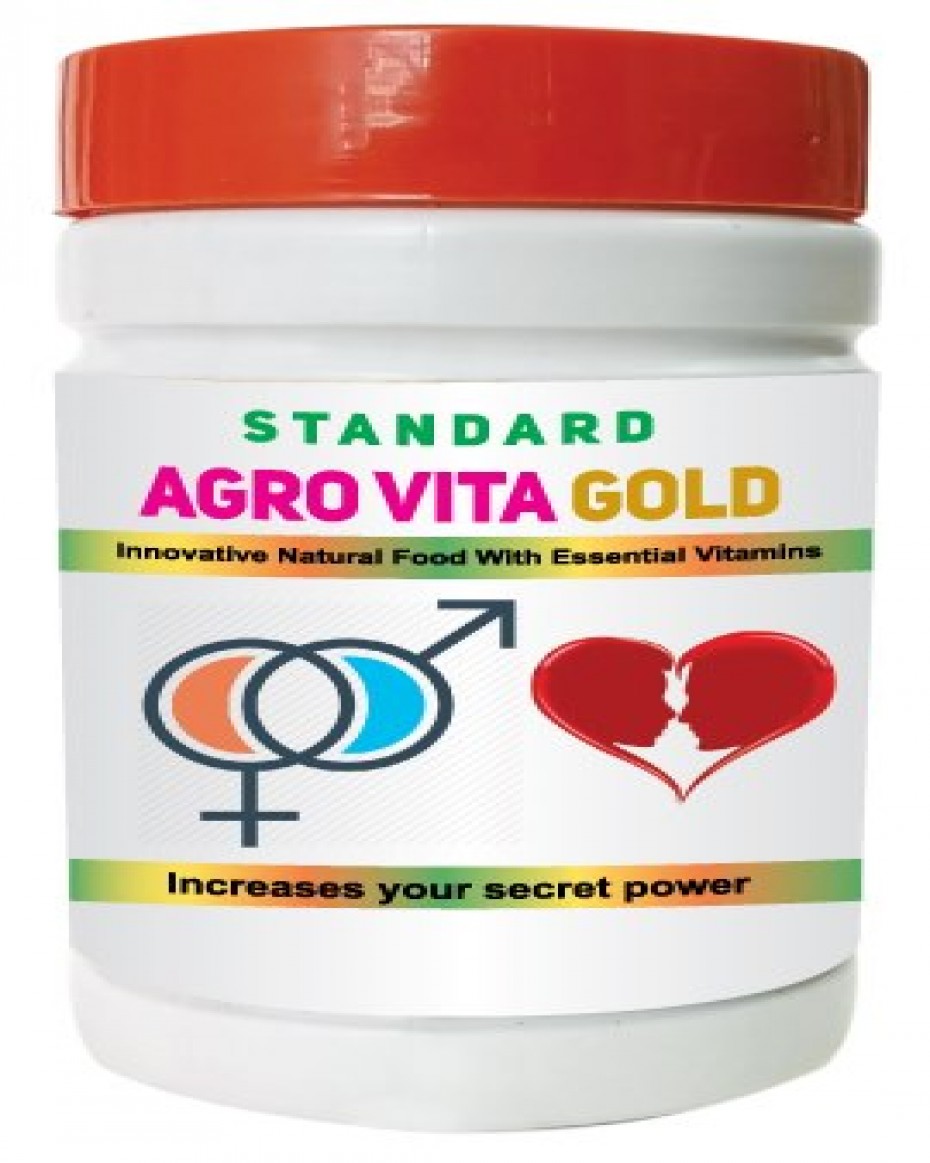 STANDARD
AGRO VITA GOLD
Innovative Natural Food With Essential Vitamins
Increases your secret power